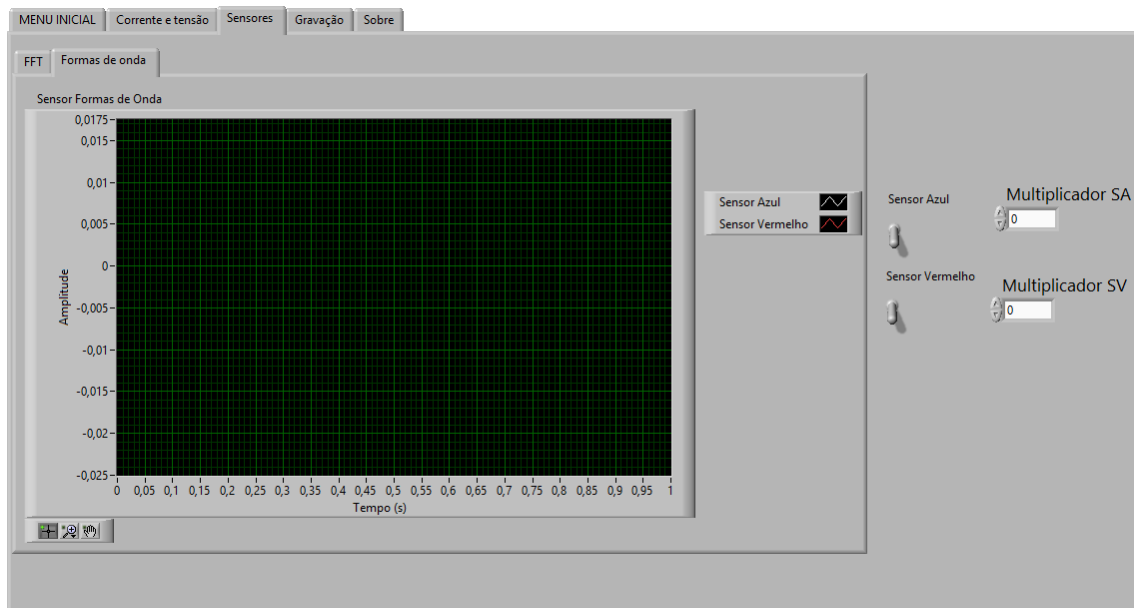 MENU INICIAL Corrente e tensão Sensores Gravação Sobre
FFT Formas de onda
Sensor Formas de Onda
0,0175
0,015
0,01
0,005
0
-0,005
-0,01
-0,015
-0,02
-0,025
Amplitude
0 0,05 0,1 0,15 0,2 0,25 0,3 0,35 0,4 0,45 0,5 0,55 0,6 0,65 0,7 0,75 0,8 0,85 0,9 0,95 1
Tempo (s)
Sensor Azul
Sensor Vermelho
Sensor Azul
Multiplicador SA
0
Sensor Vermelho
Multiplicador SV
0